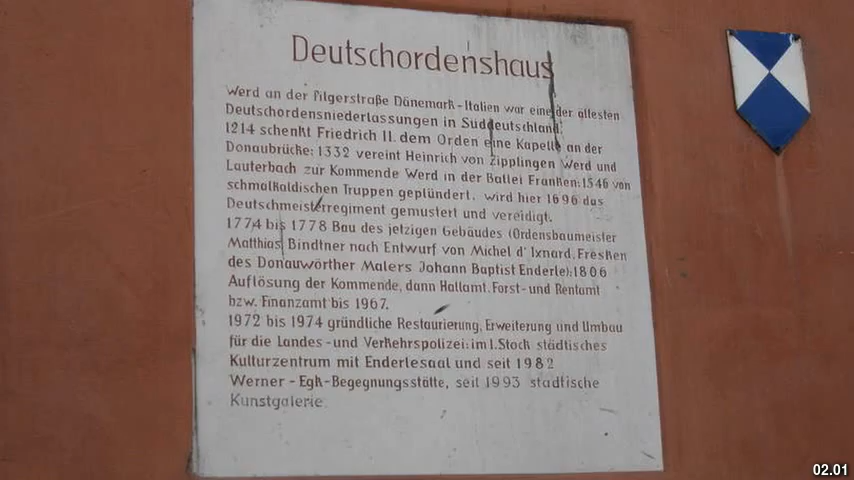 Deutschordenshaus
Werd an der Pilgerstraße Dänemark-Italien war eine der ältesten
Deutschordensniederlassungen in Süddeutschland.
1214 schenkt Friedrich II. dem Orden eine Kapelle an der
Donaubrücke: 1332 vereint Heinrich von Zipplingen Werd und
Lauterbach zur Kommende Werd in der Ballei Franken: 1546 von
schmalkaldischen Truppen geplündert, wird hier 1696 das
Deutschmeisterregiment gemustert und vereidigt.
1774 bis 1778 Bau des jetzigen Gebäudes (Ordensbaumeister
Matthias Bindtner nach Entwurf von Michel d'Ixnard, Fresken
des Donauwörther Malers Johann Baptist Enderle): 1806
Auflösung der Kommende, dann Hallamt, Forst- und Rentamt
bzw. Finanzamt bis 1967.
1972 bis 1974 gründliche Restaurierung, Erweiterung und Umbau
für die Landes- und Verkehrspolizei: im 1. Stock städtisches
Kulturzentrum mit Enderlesaal und seit 1982
Werner-Egk-Begegnungsstätte, seit 1993 städtische
Kunstgalerie.
02.01